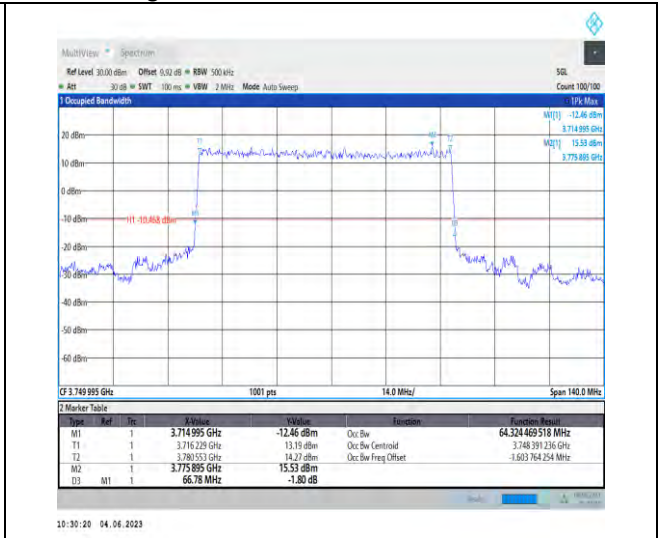 MultiView Spectrum
Ref Level 30.00 dBm Offset 9.92 dB RBW 500 kHz SGL
Att 30 dB SWT 100 ms VBW 2 MHz Mode Auto Sweep Count 100/100
1 Occupied Bandwidth 1Pk Max
M1[1] -12.46 dBm
3.714 995 GHz
M2[1] 15.53 dBm
3.775 895 GHz
20 dBm
10 dBm
0 dBm
-10 dBm
H1 -10.468 dBm
-20 dBm
-30 dBm
-40 dBm
-50 dBm
-60 dBm
T1
M2
T2
CF 3.749 995 GHz 1001 pts 14.0 MHz/ Span 140.0 MHz
2 Marker Table
Type Ref Trc X-Value Y-Value Function Function Result
M1 1 3.714 995 GHz -12.46 dBm Occ Bw 64.324 469 518 MHz
T1 1 3.716 229 GHz 13.19 dBm Occ Bw Centroid 3.748 391 236 GHz
T2 1 3.780 553 GHz 14.27 dBm Occ Bw Freq Offset -1.603 764 254 MHz
M2 1 3.775 895 GHz 15.53 dBm
D3 M1 1 66.78 MHz -1.80 dB
10:30:20 04.06.2023